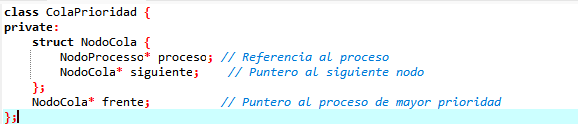 class ColaPrioridad {
private:
    struct NodoCola {
        NodoProcesso* proceso; // Referencia al proceso
        NodoCola* siguiente;    // Puntero al siguiente nodo
    };
    NodoCola* frente;          // Puntero al proceso de mayor prioridad
};